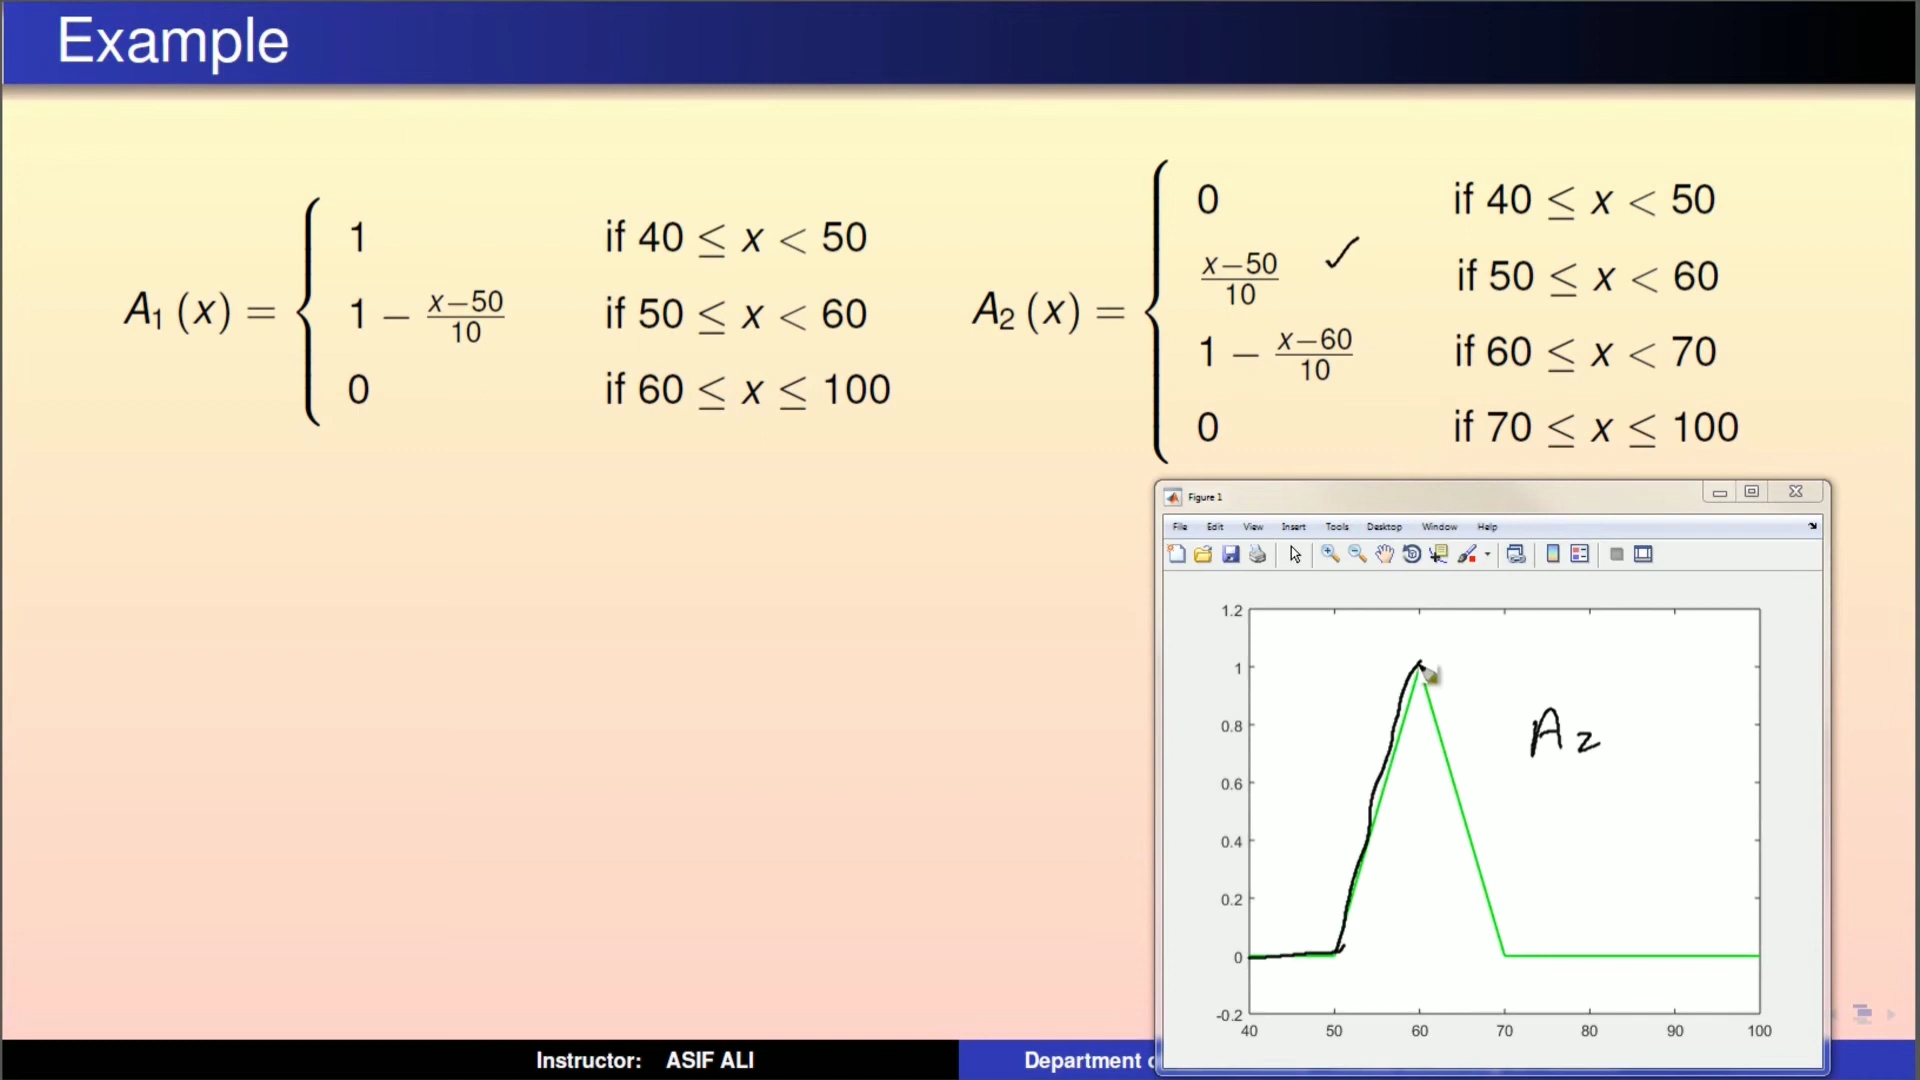 Example
A₁ (x) = { 1 if 40 ≤ x < 50
1 − (x−50)/10 if 50 ≤ x < 60
0 if 60 ≤ x ≤ 100
A₂ (x) = { 0 if 40 ≤ x < 50
(x−50)/10 ✓ if 50 ≤ x < 60
1 − (x−60)/10 if 60 ≤ x < 70
0 if 70 ≤ x ≤ 100
Figure 1
File Edit View Insert Tools Desktop Window Help
1.2
1
0.8
A2
0.6
0.4
0.2
0
-0.2
40 50 60 70 80 90 100
Instructor: ASIF ALI
Department